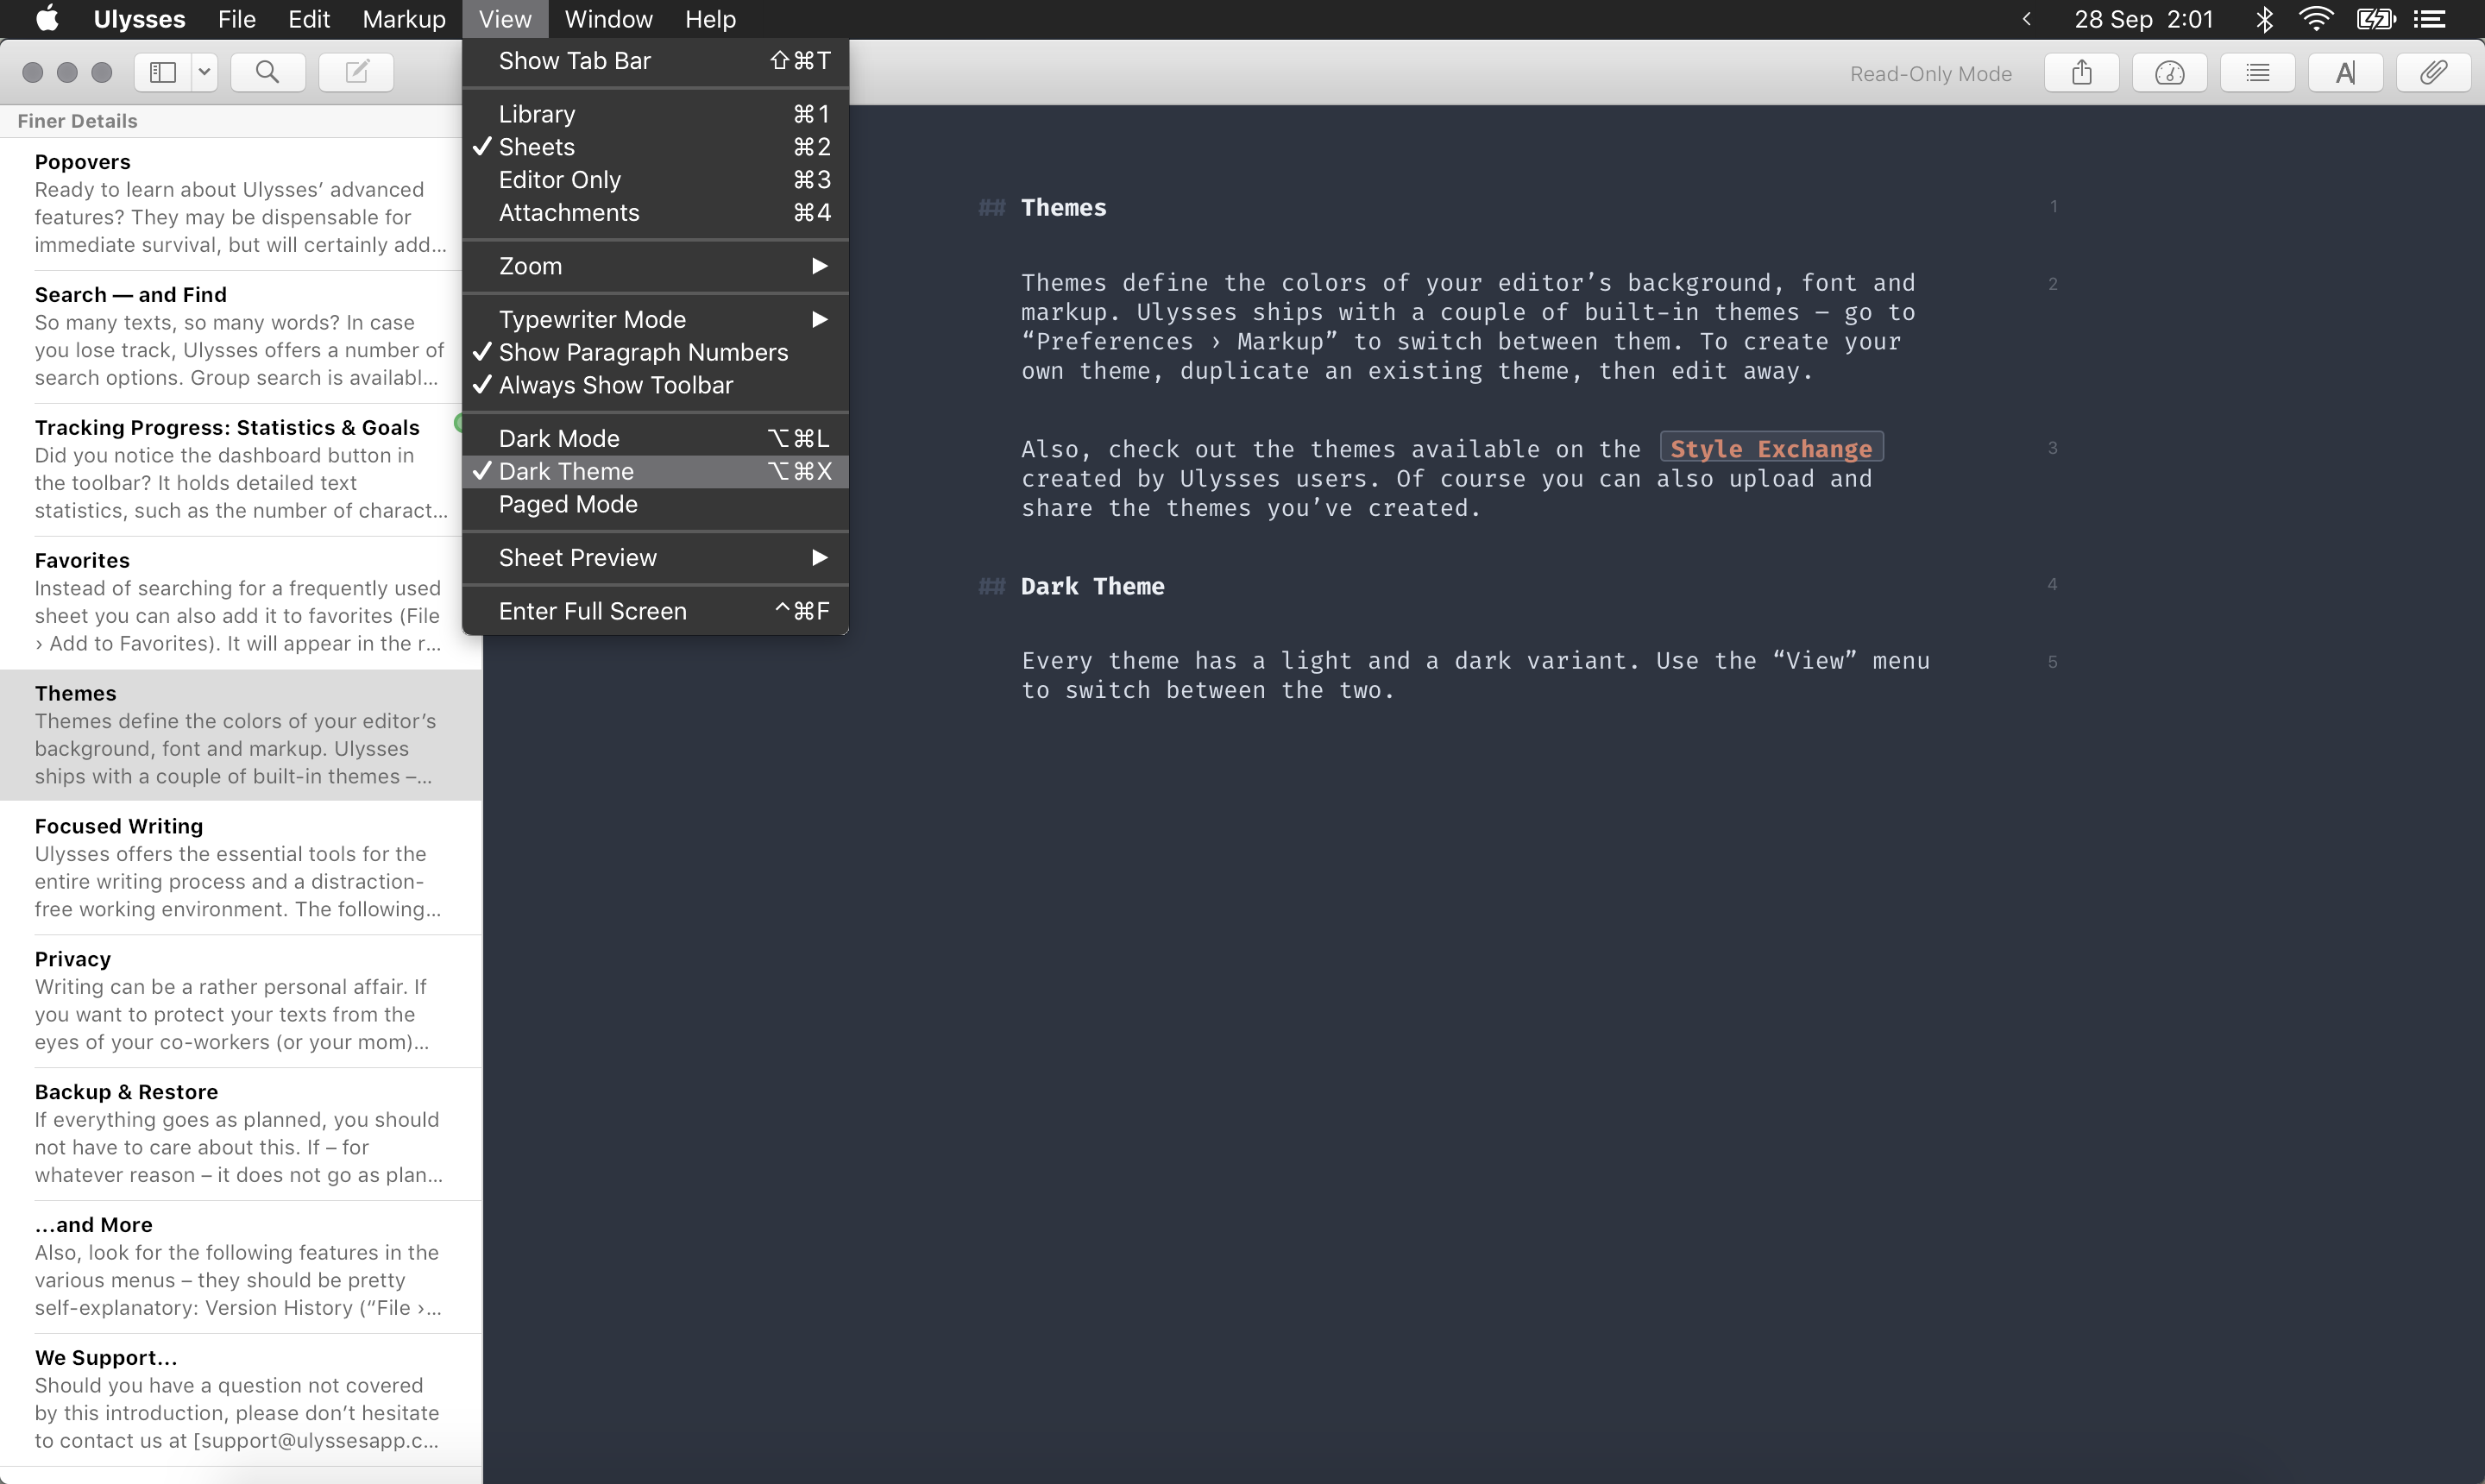 Ulysses File Edit Markup View Window Help
28 Sep 2:01
Read-Only Mode
Finer Details
Popovers
Ready to learn about Ulysses’ advanced
features? They may be dispensable for
immediate survival, but will certainly add...
Search — and Find
So many texts, so many words? In case
you lose track, Ulysses offers a number of
search options. Group search is availabl...
Tracking Progress: Statistics & Goals
Did you notice the dashboard button in
the toolbar? It holds detailed text
statistics, such as the number of charact...
Favorites
Instead of searching for a frequently used
sheet you can also add it to favorites (File
› Add to Favorites). It will appear in the r...
Themes
Themes define the colors of your editor’s
background, font and markup. Ulysses
ships with a couple of built-in themes –...
Focused Writing
Ulysses offers the essential tools for the
entire writing process and a distraction-
free working environment. The following...
Privacy
Writing can be a rather personal affair. If
you want to protect your texts from the
eyes of your co-workers (or your mom)...
Backup & Restore
If everything goes as planned, you should
not have to care about this. If – for
whatever reason – it does not go as plan...
...and More
Also, look for the following features in the
various menus – they should be pretty
self-explanatory: Version History (“File ›...
We Support...
Should you have a question not covered
by this introduction, please don’t hesitate
to contact us at [support@ulyssesapp.c...
Show Tab Bar ⇧⌘T
Library ⌘1
✓ Sheets ⌘2
Editor Only ⌘3
Attachments ⌘4
Zoom ▶
Typewriter Mode ▶
✓ Show Paragraph Numbers
✓ Always Show Toolbar
Dark Mode ⌥⌘L
✓ Dark Theme ⌥⌘X
Paged Mode
Sheet Preview ▶
Enter Full Screen ^⌘F
## Themes 1
Themes define the colors of your editor’s background, font and 2
markup. Ulysses ships with a couple of built-in themes – go to
“Preferences › Markup” to switch between them. To create your
own theme, duplicate an existing theme, then edit away.
Also, check out the themes available on the Style Exchange 3
created by Ulysses users. Of course you can also upload and
share the themes you’ve created.
## Dark Theme 4
Every theme has a light and a dark variant. Use the “View” menu 5
to switch between the two.